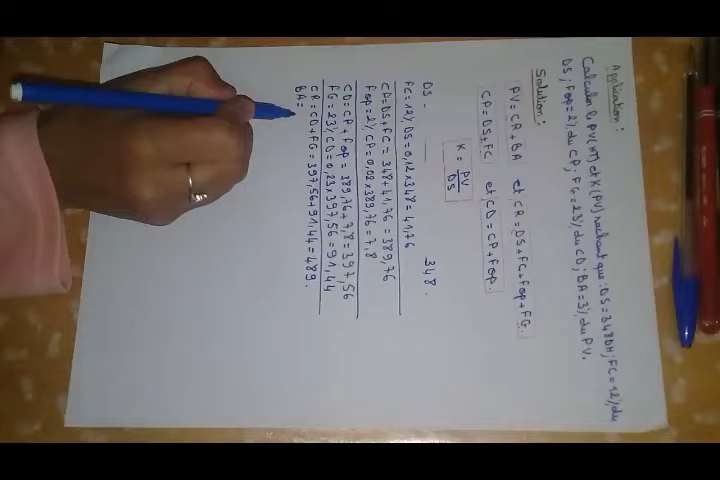 Application :
Calculer le PV(HT) et K(PV) sachant que : DS = 348DH ; FC = 12% du
DS ; Fop = 2% du CP ; FG = 23% du CD ; BA = 3% du PV.
Solution :
PV = CR + BA et CR = DS + FC + Fop + FG.
CP = DS + FC et CD = CP + Fop.
K = PV/DS
DS - 348.
FC = 12% DS = 0,12 x 348 = 41,76
CP = DS + FC = 348 + 41,76 = 389,76
Fop = 2% CP = 0,02 x 389,76 = 7,8
CD = CP + Fop = 389,76 + 7,8 = 397,56
FG = 23% CD = 0,23 x 397,56 = 91,44
CR = CD + FG = 397,56 + 91,44 = 489.
BA =